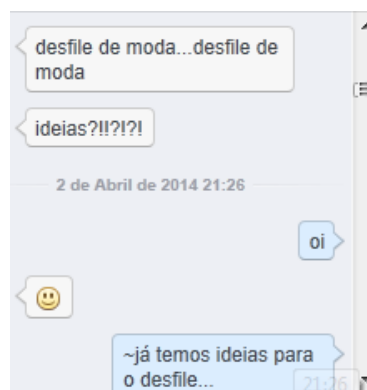 desfile de moda...desfile de
moda
ideias?!!?!?!
2 de Abril de 2014 21:26
oi
~já temos ideias para
o desfile...
21:26